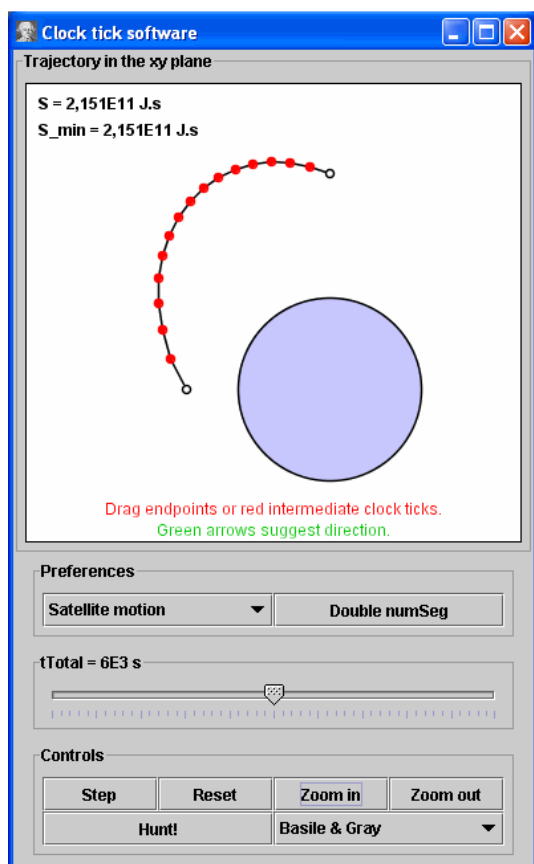 Clock tick software
Trajectory in the xy plane
S = 2,151E11 J.s
S_min = 2,151E11 J.s
Drag endpoints or red intermediate clock ticks.
Green arrows suggest direction.
Preferences
Satellite motion
Double numSeg
tTotal = 6E3 s
Controls
Step Reset Zoom in Zoom out
Hunt! Basile & Gray